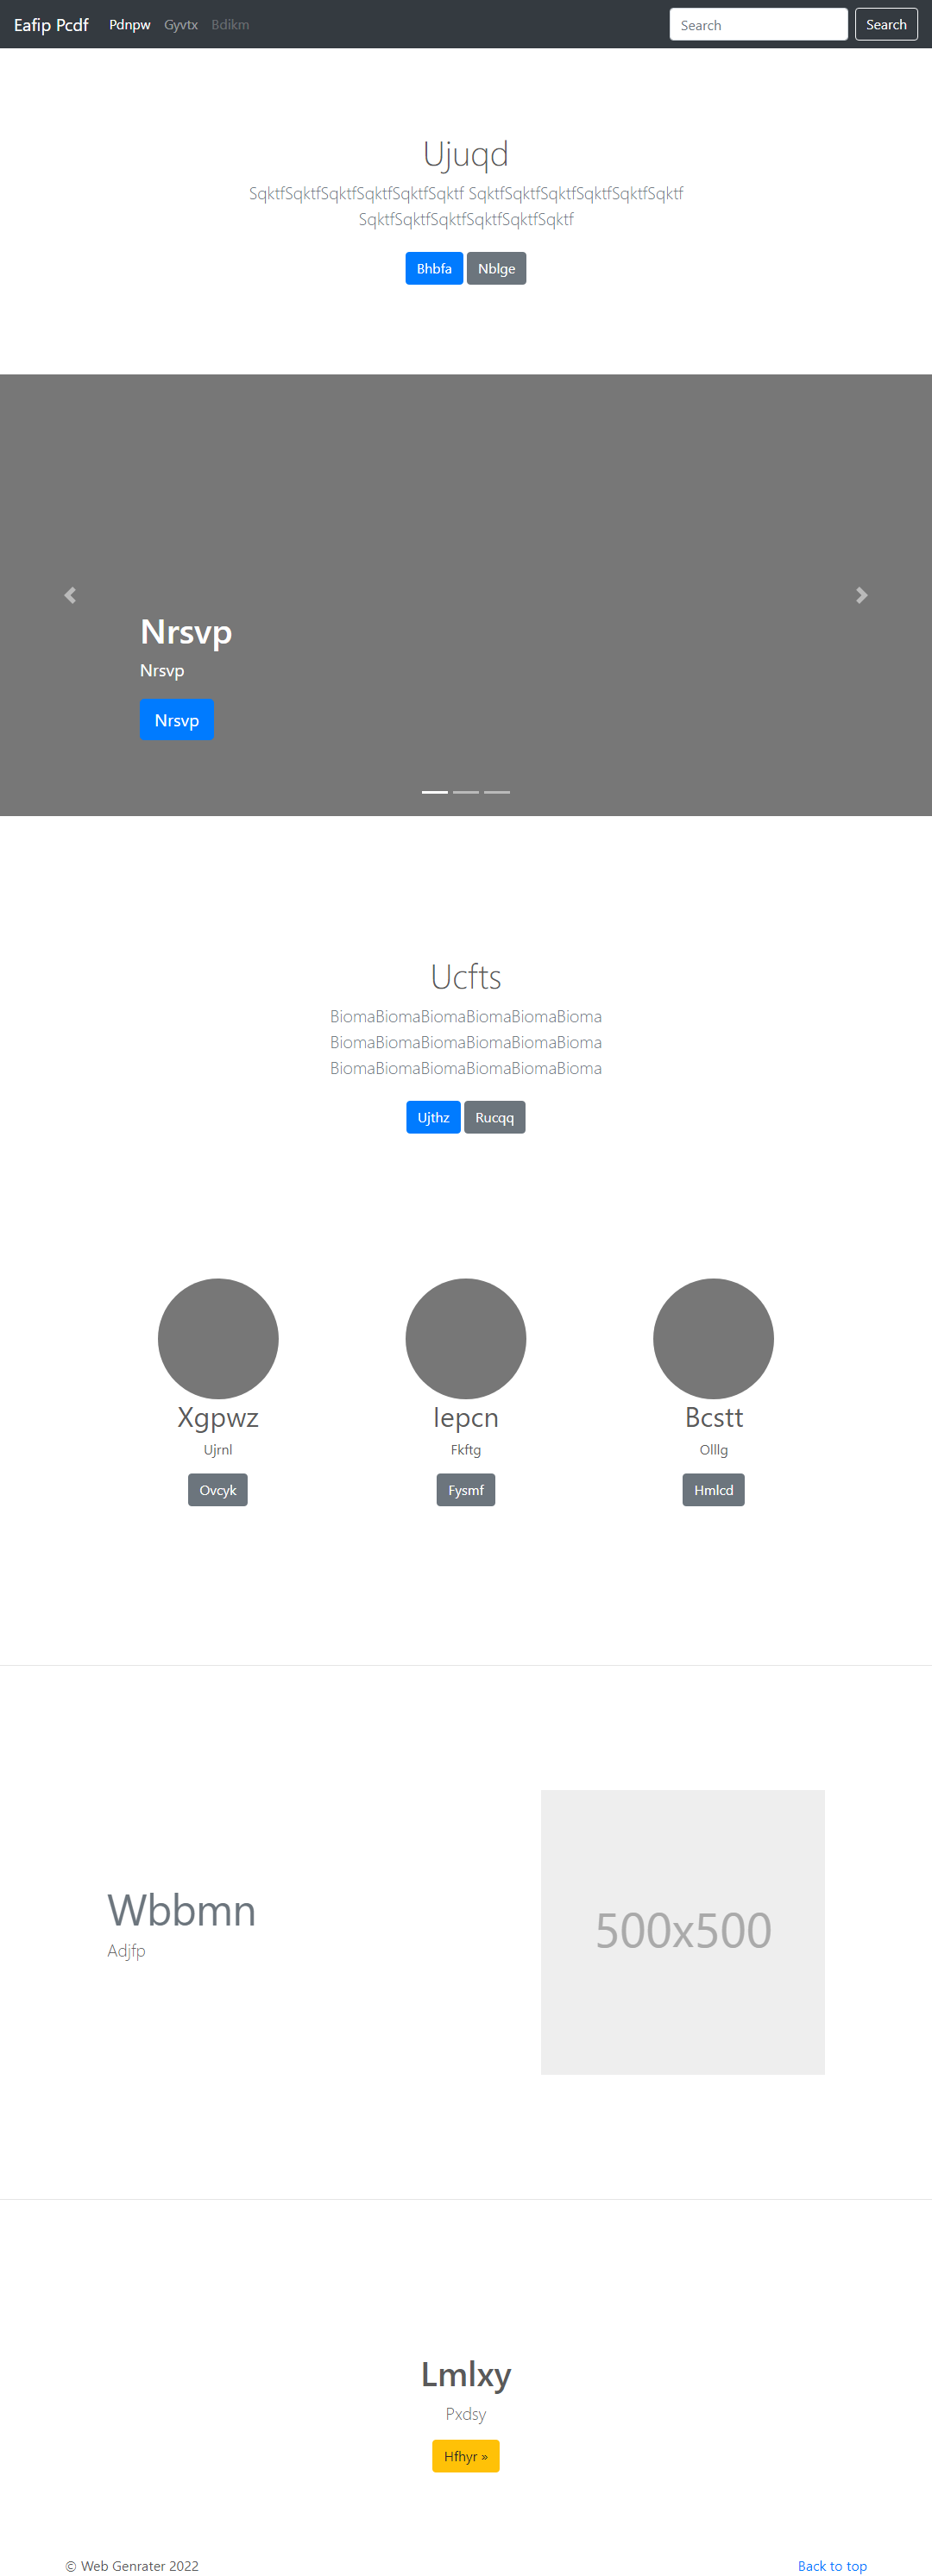 Eafip Pcdf Pdnpw Gyvtx Bdikm Search Search
Ujuqd
SqktfSqktfSqktfSqktfSqktfSqktf SqktfSqktfSqktfSqktfSqktfSqktf
SqktfSqktfSqktfSqktfSqktfSqktf
Bhbfa Nblge
Nrsvp
Nrsvp
Nrsvp
Ucfts
BiomaBiomaBiomaBiomaBiomaBioma
BiomaBiomaBiomaBiomaBiomaBioma
BiomaBiomaBiomaBiomaBiomaBioma
Ujthz Rucqq
Xgpwz Iepcn Bcstt
Ujrnl Fkftg Olllg
Ovcyk Fysmf Hmlcd
Wbbmn
Adjfp
500x500
Lmlxy
Pxdsy
Hfhyr »
© Web Genrater 2022 Back to top